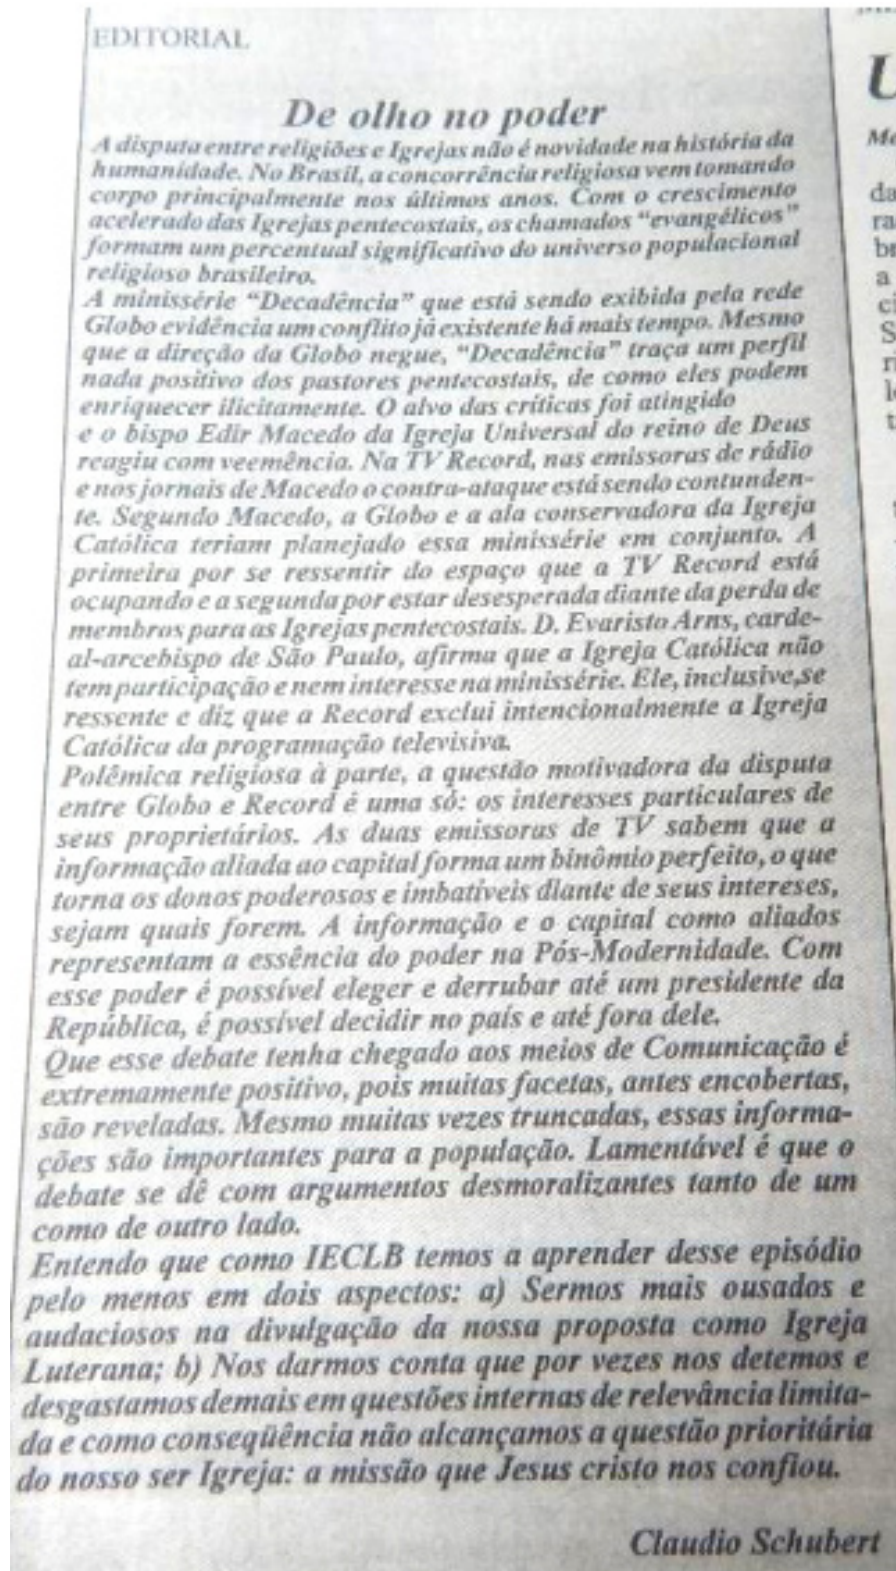 EDITORIAL
De olho no poder
A disputa entre religiões e Igrejas não é novidade na história da
humanidade. No Brasil, a concorrência religiosa vem tomando
corpo principalmente nos últimos anos. Com o crescimento
acelerado das Igrejas pentecostais, os chamados "evangélicos"
formam um percentual significativo do universo populacional
religioso brasileiro.
A minissérie "Decadência" que está sendo exibida pela rede
Globo evidência um conflito já existente há mais tempo. Mesmo
que a direção da Globo negue, "Decadência" traça um perfil
nada positivo dos pastores pentecostais, de como eles podem
enriquecer ilicitamente. O alvo das críticas foi atingido
e o bispo Edir Macedo da Igreja Universal do reino de Deus
reagiu com veemência. Na TV Record, nas emissoras de rádio
e nos jornais de Macedo o contra-ataque está sendo contunden-
te. Segundo Macedo, a Globo e a ala conservadora da Igreja
Católica teriam planejado essa minissérie em conjunto. A
primeira por se ressentir do espaço que a TV Record está
ocupando e a segunda por estar desesperada diante da perda de
membros para as Igrejas pentecostais. D. Evaristo Arns, carde-
al-arcebispo de São Paulo, afirma que a Igreja Católica não
tem participação e nem interesse na minissérie. Ele, inclusive,se
ressente e diz que a Record exclui intencionalmente a Igreja
Católica da programação televisiva.
Polêmica religiosa à parte, a questão motivadora da disputa
entre Globo e Record é uma só: os interesses particulares de
seus proprietários. As duas emissoras de TV sabem que a
informação aliada ao capital forma um binômio perfeito, o que
torna os donos poderosos e imbatíveis diante de seus intereses,
sejam quais forem. A informação e o capital como aliados
representam a essência do poder na Pós-Modernidade. Com
esse poder é possível eleger e derrubar até um presidente da
República, é possível decidir no país e até fora dele.
Que esse debate tenha chegado aos meios de Comunicação é
extremamente positivo, pois muitas facetas, antes encobertas,
são reveladas. Mesmo muitas vezes truncadas, essas informa-
ções são importantes para a população. Lamentável é que o
debate se dê com argumentos desmoralizantes tanto de um
como de outro lado.
Entendo que como IECLB temos a aprender desse episódio
pelo menos em dois aspectos: a) Sermos mais ousados e
audaciosos na divulgação da nossa proposta como Igreja
Luterana; b) Nos darmos conta que por vezes nos detemos e
desgastamos demais em questões internas de relevância limita-
da e como conseqüência não alcançamos a questão prioritária
do nosso ser Igreja: a missão que Jesus cristo nos confiou.
Claudio Schubert